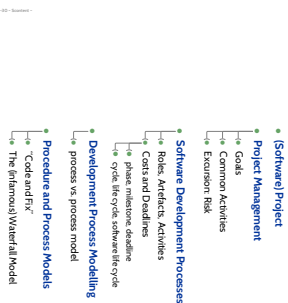 (Software) Project
Project Management
Goals
Common Activities
Excursion: Risk
Software Development Processes
Roles, Artefacts, Activities
Costs and Deadlines
phase, milestone, deadline
cycle, life cycle, software life cycle
Development Process Modelling
process vs. process model
Procedure and Process Models
“Code and Fix”
The (infamous) Waterfall Model